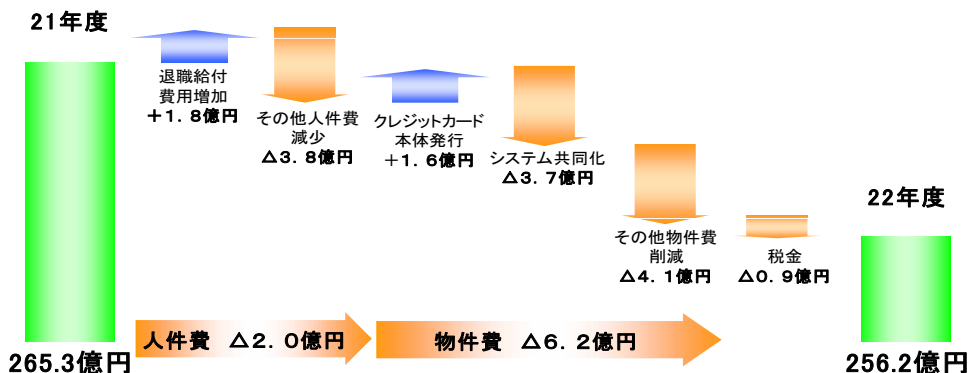 21年度
退職給付
費用増加
＋1．8億円
その他人件費
減少
△3．8億円
クレジットカード
本体発行
＋1．6億円
システム共同化
△3．7億円
その他物件費
削減
△4．1億円
税金
△0．9億円
22年度
人件費　△2．0億円
物件費　△6．2億円
265.3億円
256.2億円